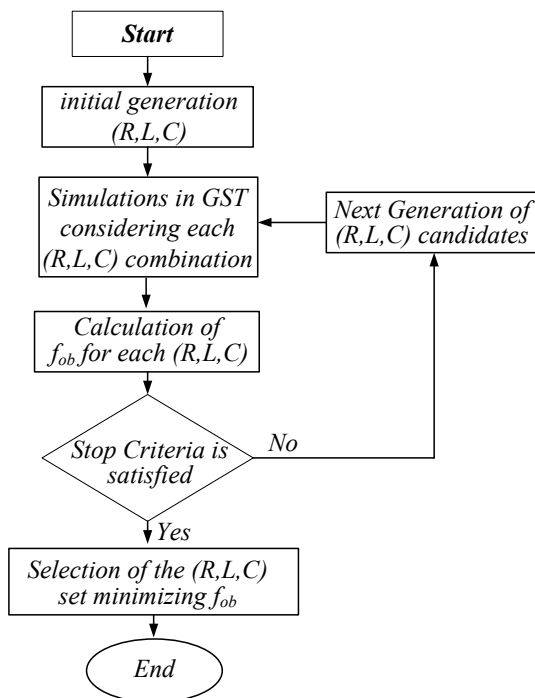 Start
initial generation
(R,L,C)
Simulations in GST
considering each
(R,L,C) combination
Next Generation of
(R,L,C) candidates
Calculation of
fob for each (R,L,C)
Stop Criteria is
satisfied
No
Yes
Selection of the (R,L,C)
set minimizing fob
End